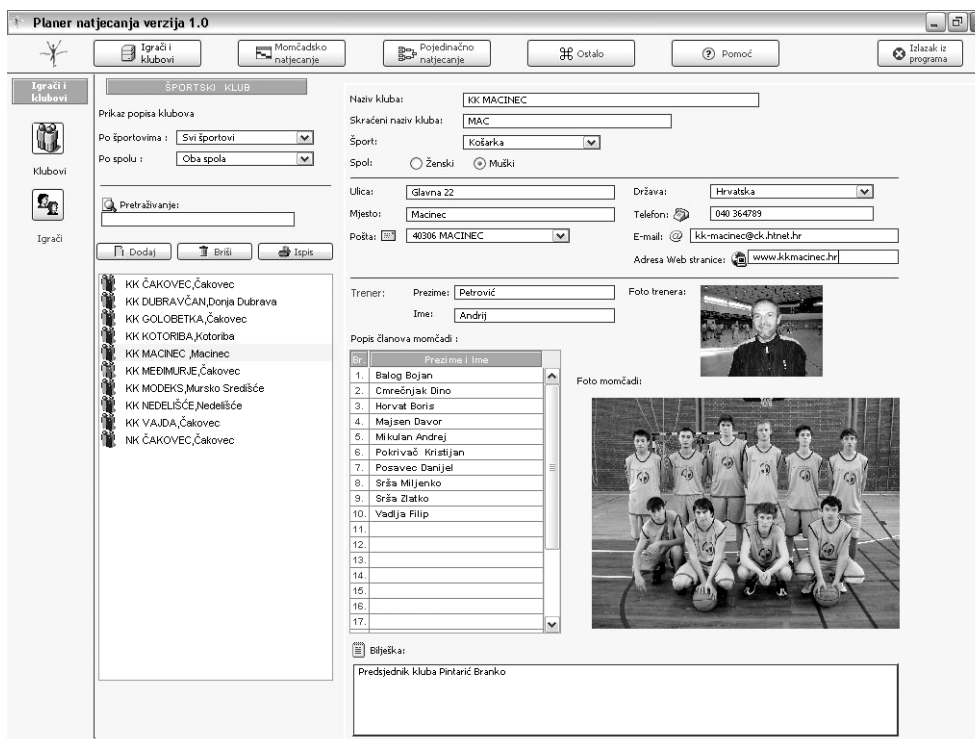 Planer natjecanja verzija 1.0
Igrači i klubovi
Momčadsko natjecanje
Pojedinačno natjecanje
Ostalo
Pomoć
Izlazak iz programa
Igrači i klubovi
Klubovi
Igrači
ŠPORTSKI KLUB
Prikaz popisa klubova
Po športovima : Svi športovi
Po spolu : Oba spola
Pretraživanje:
Dodaj Briši Ispis
KK ČAKOVEC,Čakovec
KK DUBRAVČAN,Donja Dubrava
KK GOLOBETKA,Čakovec
KK KOTORIBA,Kotoriba
KK MACINEC ,Macinec
KK MEĐIMURJE,Čakovec
KK MODEKS,Mursko Središće
KK NEDELIŠĆE,Nedelišće
KK VAJDA,Čakovec
NK ČAKOVEC,Čakovec
Naziv kluba: KK MACINEC
Skraćeni naziv kluba: MAC
Šport: Košarka
Spol: Ženski Muški
Ulica: Glavna 22
Mjesto: Macinec
Pošta: 40306 MACINEC
Država: Hrvatska
Telefon: 040 364789
E-mail: kk-macinec@ck.htnet.hr
Adresa Web stranice: www.kkmacinec.hr
Trener: Prezime: Petrović
Ime: Andrij
Foto trenera:
Popis članova momčadi :
Br. Prezime i Ime
1. Balog Bojan
2. Cmrečnjak Dino
3. Horvat Boris
4. Majsen Davor
5. Mikulan Andrej
6. Pokrivač Kristijan
7. Posavec Danijel
8. Srša Miljenko
9. Srša Zlatko
10. Vadlja Filip
11.
12.
13.
14.
15.
16.
17.
Foto momčadi:
Bilješka:
Predsjednik kluba Pintarić Branko